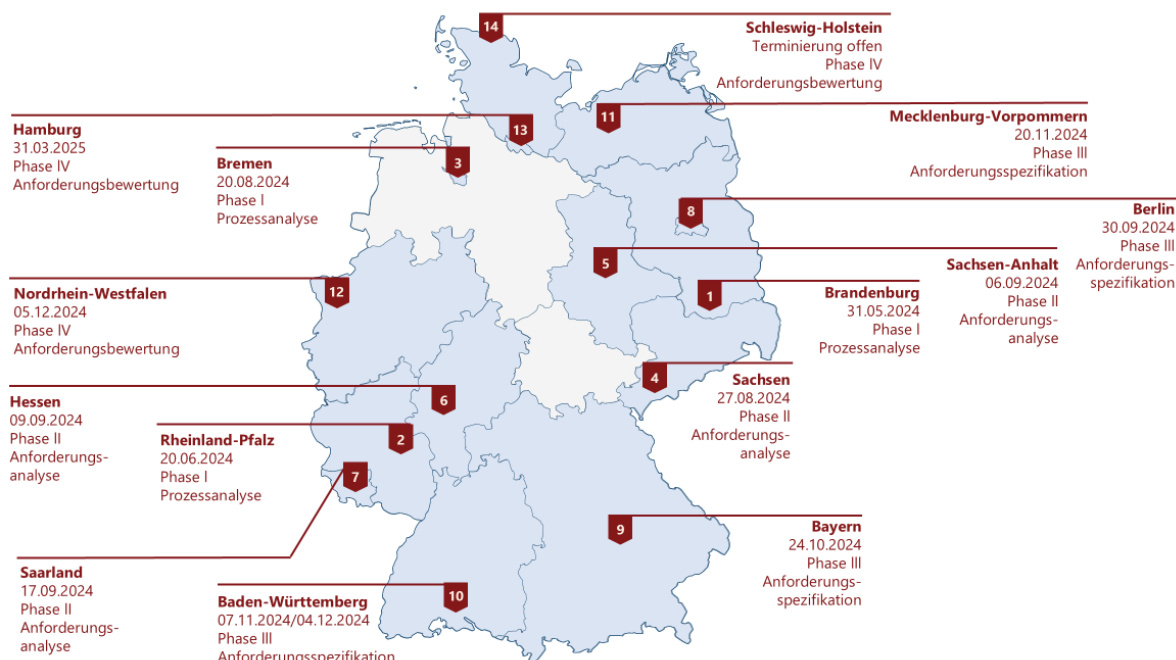 14
Schleswig-Holstein
Terminierung offen
Phase IV
Anforderungsbewertung
11
Mecklenburg-Vorpommern
20.11.2024
Phase III
Anforderungsspezifikation
13
Hamburg
31.03.2025
Phase IV
Anforderungsbewertung
3
Bremen
20.08.2024
Phase I
Prozessanalyse
8
Berlin
30.09.2024
Phase III
Anforderungs-
spezifikation
5
Sachsen-Anhalt
06.09.2024
Phase II
Anforderungs-
analyse
12
Nordrhein-Westfalen
05.12.2024
Phase IV
Anforderungsbewertung
1
Brandenburg
31.05.2024
Phase I
Prozessanalyse
4
Sachsen
27.08.2024
Phase II
Anforderungs-
analyse
6
Hessen
09.09.2024
Phase II
Anforderungs-
analyse
2
Rheinland-Pfalz
20.06.2024
Phase I
Prozessanalyse
7
Saarland
17.09.2024
Phase II
Anforderungs-
analyse
9
Bayern
24.10.2024
Phase III
Anforderungs-
spezifikation
10
Baden-Württemberg
07.11.2024/04.12.2024
Phase III
Anforderungsspezifikation